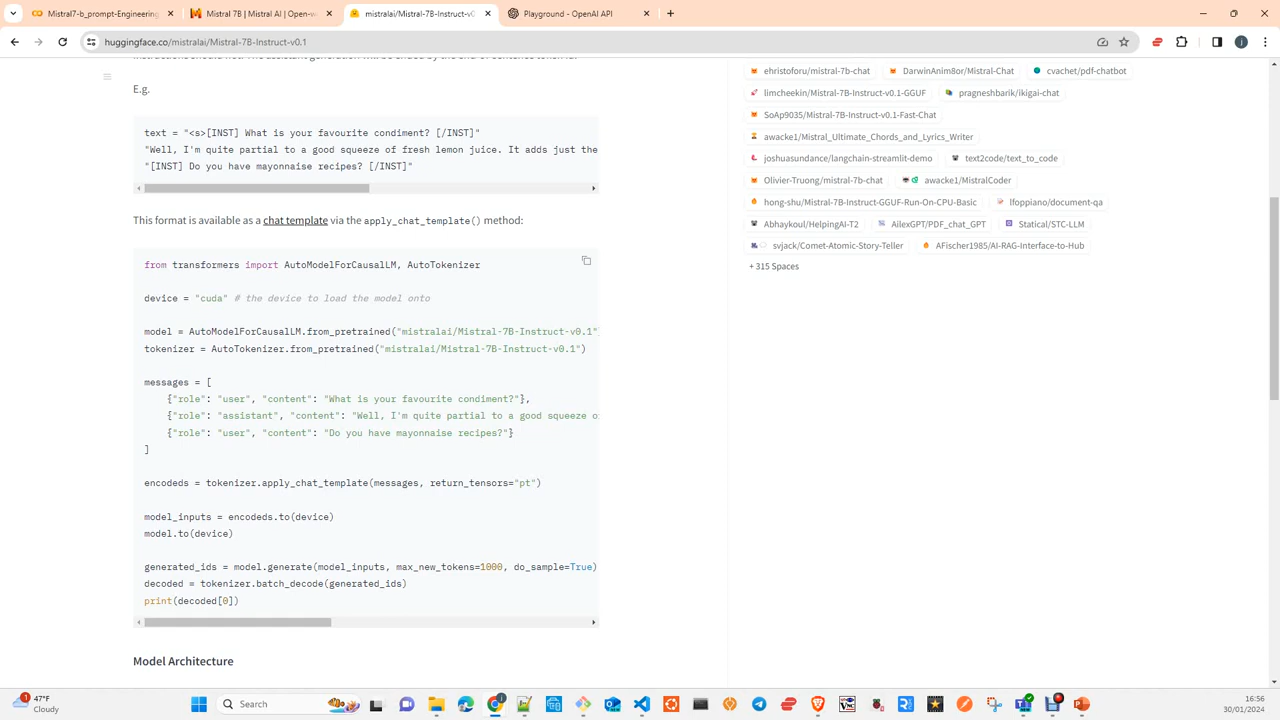 Mistral7-b_prompt-Engineering
Mistral 7B | Mistral AI | Open-w
mistralai/Mistral-7B-Instruct-v0
Playground - OpenAI API
huggingface.co/mistralai/Mistral-7B-Instruct-v0.1
E.g.
text = "<s>[INST] What is your favourite condiment? [/INST]"
"Well, I'm quite partial to a good squeeze of fresh lemon juice. It adds just the
"[INST] Do you have mayonnaise recipes? [/INST]"
This format is available as a chat template via the apply_chat_template() method:
from transformers import AutoModelForCausalLM, AutoTokenizer
device = "cuda" # the device to load the model onto
model = AutoModelForCausalLM.from_pretrained("mistralai/Mistral-7B-Instruct-v0.1")
tokenizer = AutoTokenizer.from_pretrained("mistralai/Mistral-7B-Instruct-v0.1")
messages = [
{"role": "user", "content": "What is your favourite condiment?"},
{"role": "assistant", "content": "Well, I'm quite partial to a good squeeze o
{"role": "user", "content": "Do you have mayonnaise recipes?"}
]
encodeds = tokenizer.apply_chat_template(messages, return_tensors="pt")
model_inputs = encodeds.to(device)
model.to(device)
generated_ids = model.generate(model_inputs, max_new_tokens=1000, do_sample=True)
decoded = tokenizer.batch_decode(generated_ids)
print(decoded[0])
Model Architecture
ehristoforu/mistral-7b-chat
DarwinAnim8or/Mistral-Chat
cvachet/pdf-chatbot
limcheekin/Mistral-7B-Instruct-v0.1-GGUF
pragneshbarik/ikigai-chat
SoAp9035/Mistral-7B-Instruct-v0.1-Fast-Chat
awacke1/Mistral_Ultimate_Chords_and_Lyrics_Writer
joshuasundance/langchain-streamlit-demo
text2code/text_to_code
Olivier-Truong/mistral-7b-chat
awacke1/MistralCoder
hong-shu/Mistral-7B-Instruct-GGUF-Run-On-CPU-Basic
lfoppiano/document-qa
Abhaykoul/HelpingAI-T2
AilexGPT/PDF_chat_GPT
Statical/STC-LLM
svjack/Comet-Atomic-Story-Teller
AFischer1985/AI-RAG-Interface-to-Hub
+ 315 Spaces
47°F
Cloudy
Search
16:56
30/01/2024